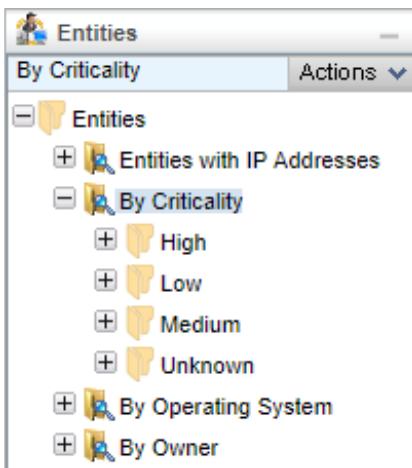 Entities
By Criticality Actions
Entities
Entities with IP Addresses
By Criticality
High
Low
Medium
Unknown
By Operating System
By Owner